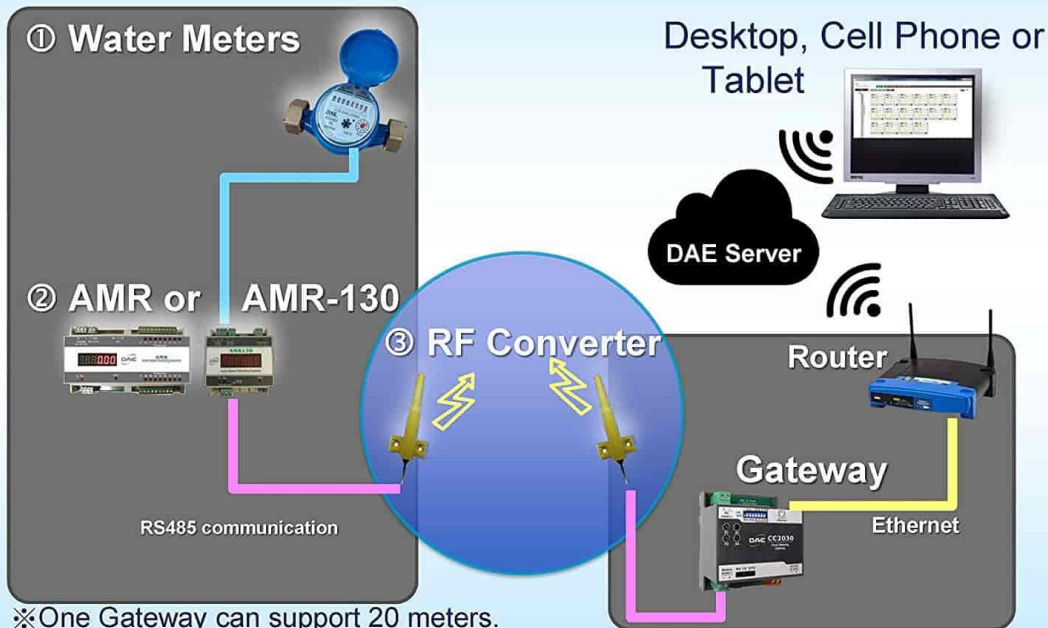 ① Water Meters
Desktop, Cell Phone or
Tablet
DAE Server
② AMR or AMR-130
③ RF Converter
Router
Gateway
RS485 communication
DAE CC2030
Ethernet
※One Gateway can support 20 meters.